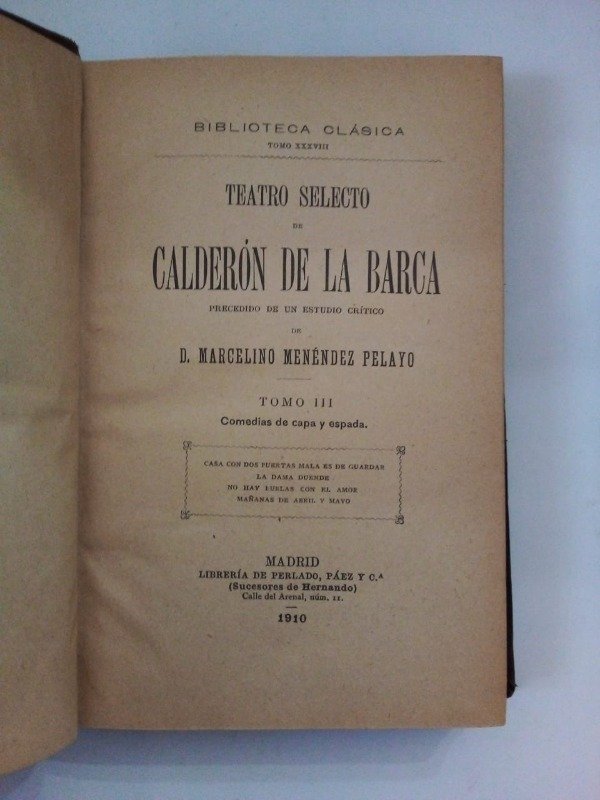 BIBLIOTECA CLÁSICA
TOMO XXXVIII
TEATRO SELECTO
DE
CALDERÓN DE LA BARCA
PRECEDIDO DE UN ESTUDIO CRÍTICO
DE
D. MARCELINO MENÉNDEZ PELAYO
TOMO III
Comedias de capa y espada.
CASA CON DOS PUERTAS MALA ES DE GUARDAR
LA DAMA DUENDE
NO HAY BURLAS CON EL AMOR
MAÑANAS DE ABRIL Y MAYO
MADRID
LIBRERÍA DE PERLADO, PÁEZ Y C.ª
(Sucesores de Hernando)
Calle del Arenal, núm. 11.
1910